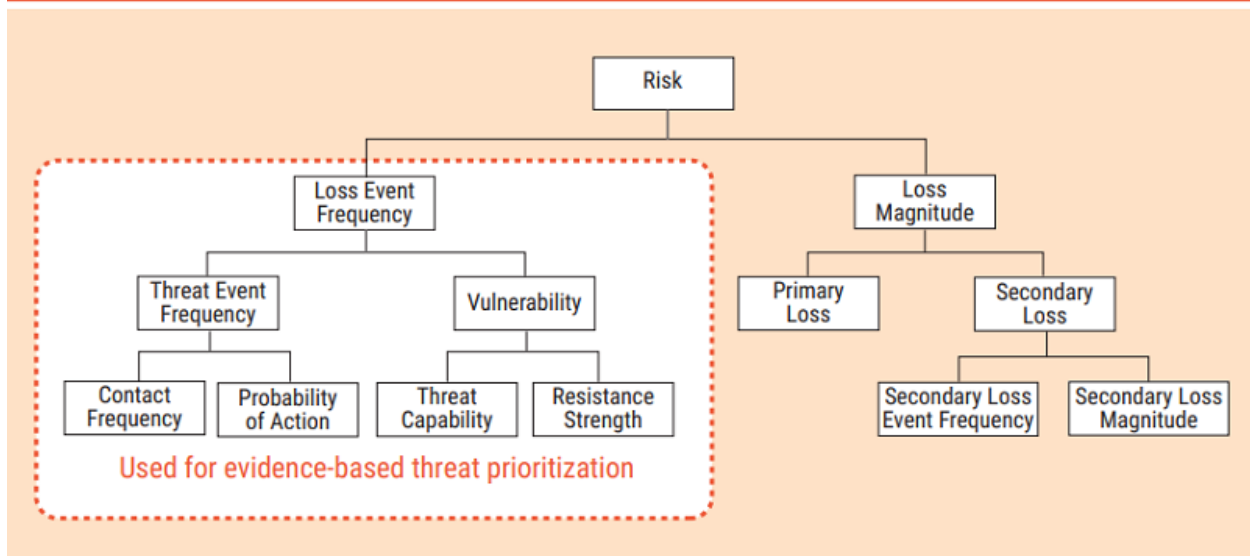 Risk
Loss Event
Frequency
Loss
Magnitude
Threat Event
Frequency
Vulnerability
Primary
Loss
Secondary
Loss
Contact
Frequency
Probability
of Action
Threat
Capability
Resistance
Strength
Secondary Loss
Event Frequency
Secondary Loss
Magnitude
Used for evidence-based threat prioritization